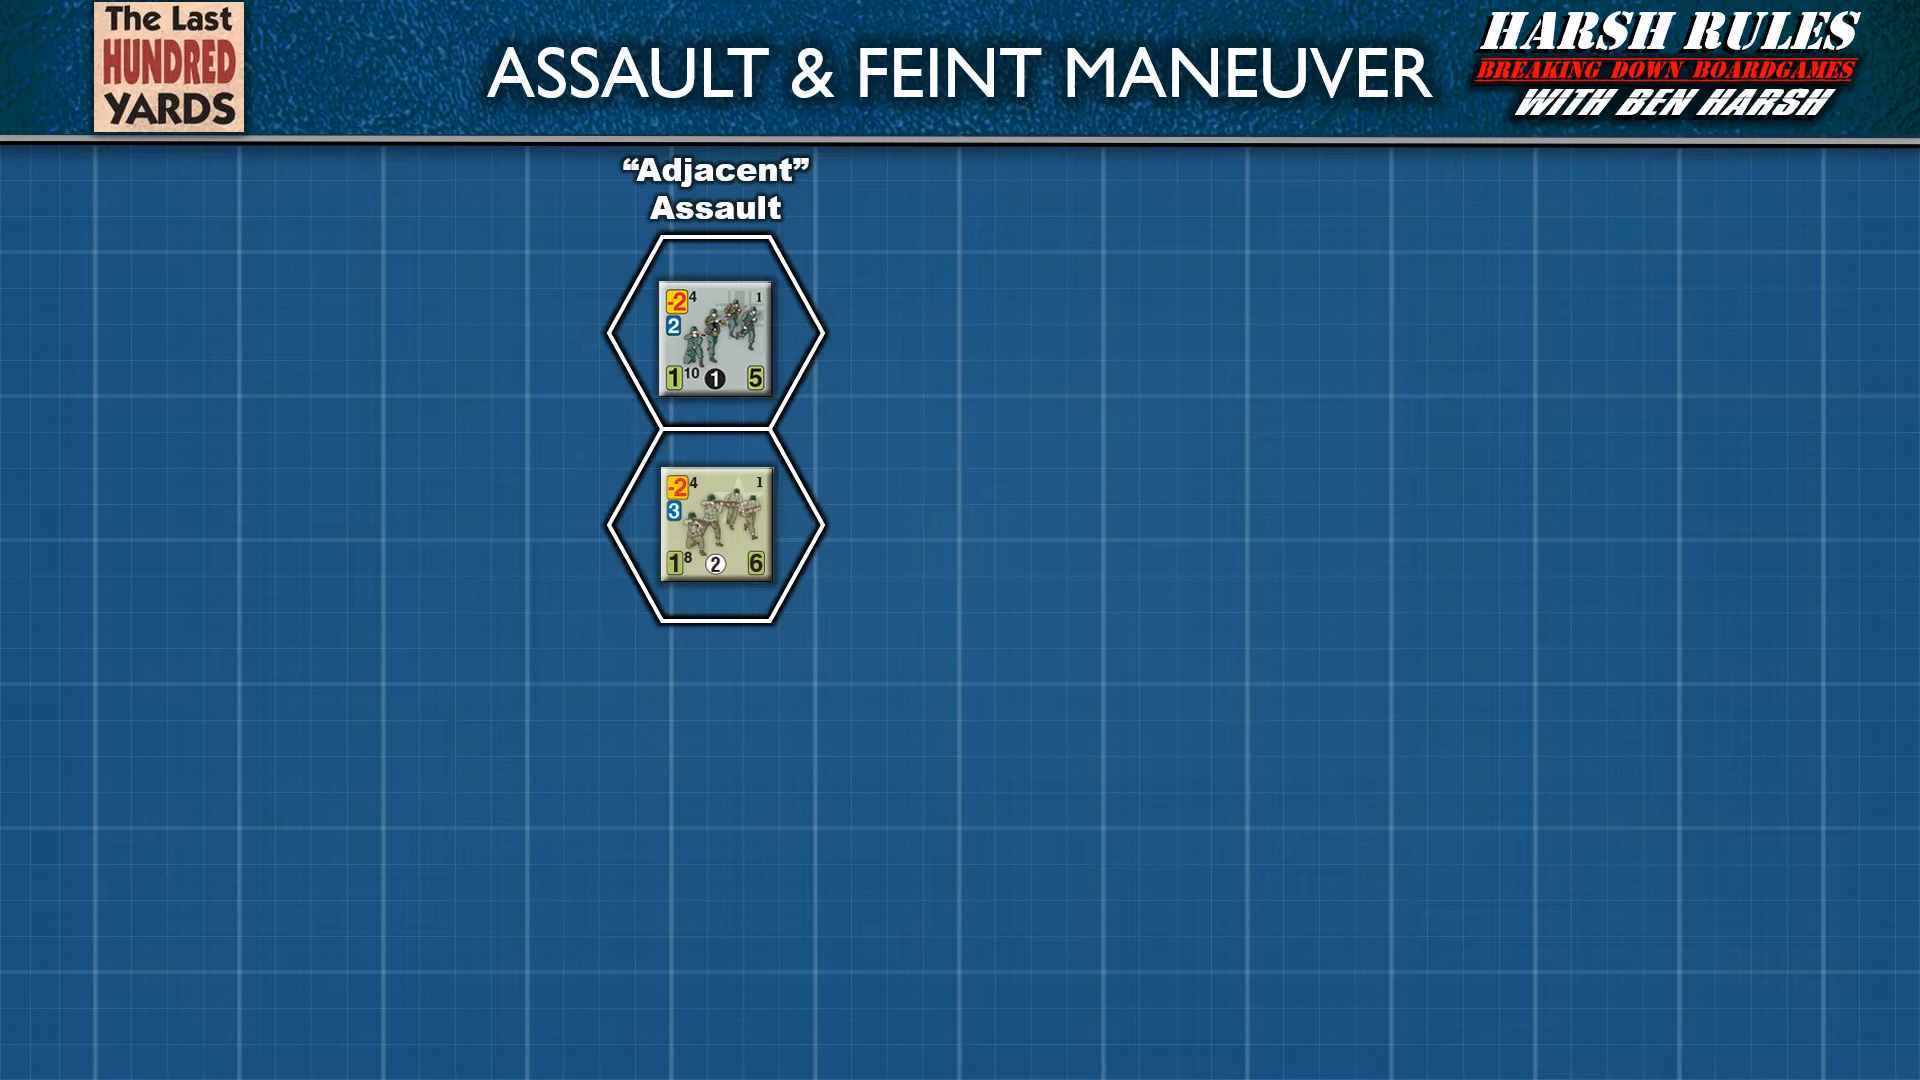 The Last
HUNDRED
YARDS
ASSAULT & FEINT MANEUVER
HARSH RULES
BREAKING DOWN BOARDGAMES
WITH BEN HARSH
“Adjacent”
Assault
-2 4 1
2
1 10 1 5
-2 4 1
3
1 8 2 6